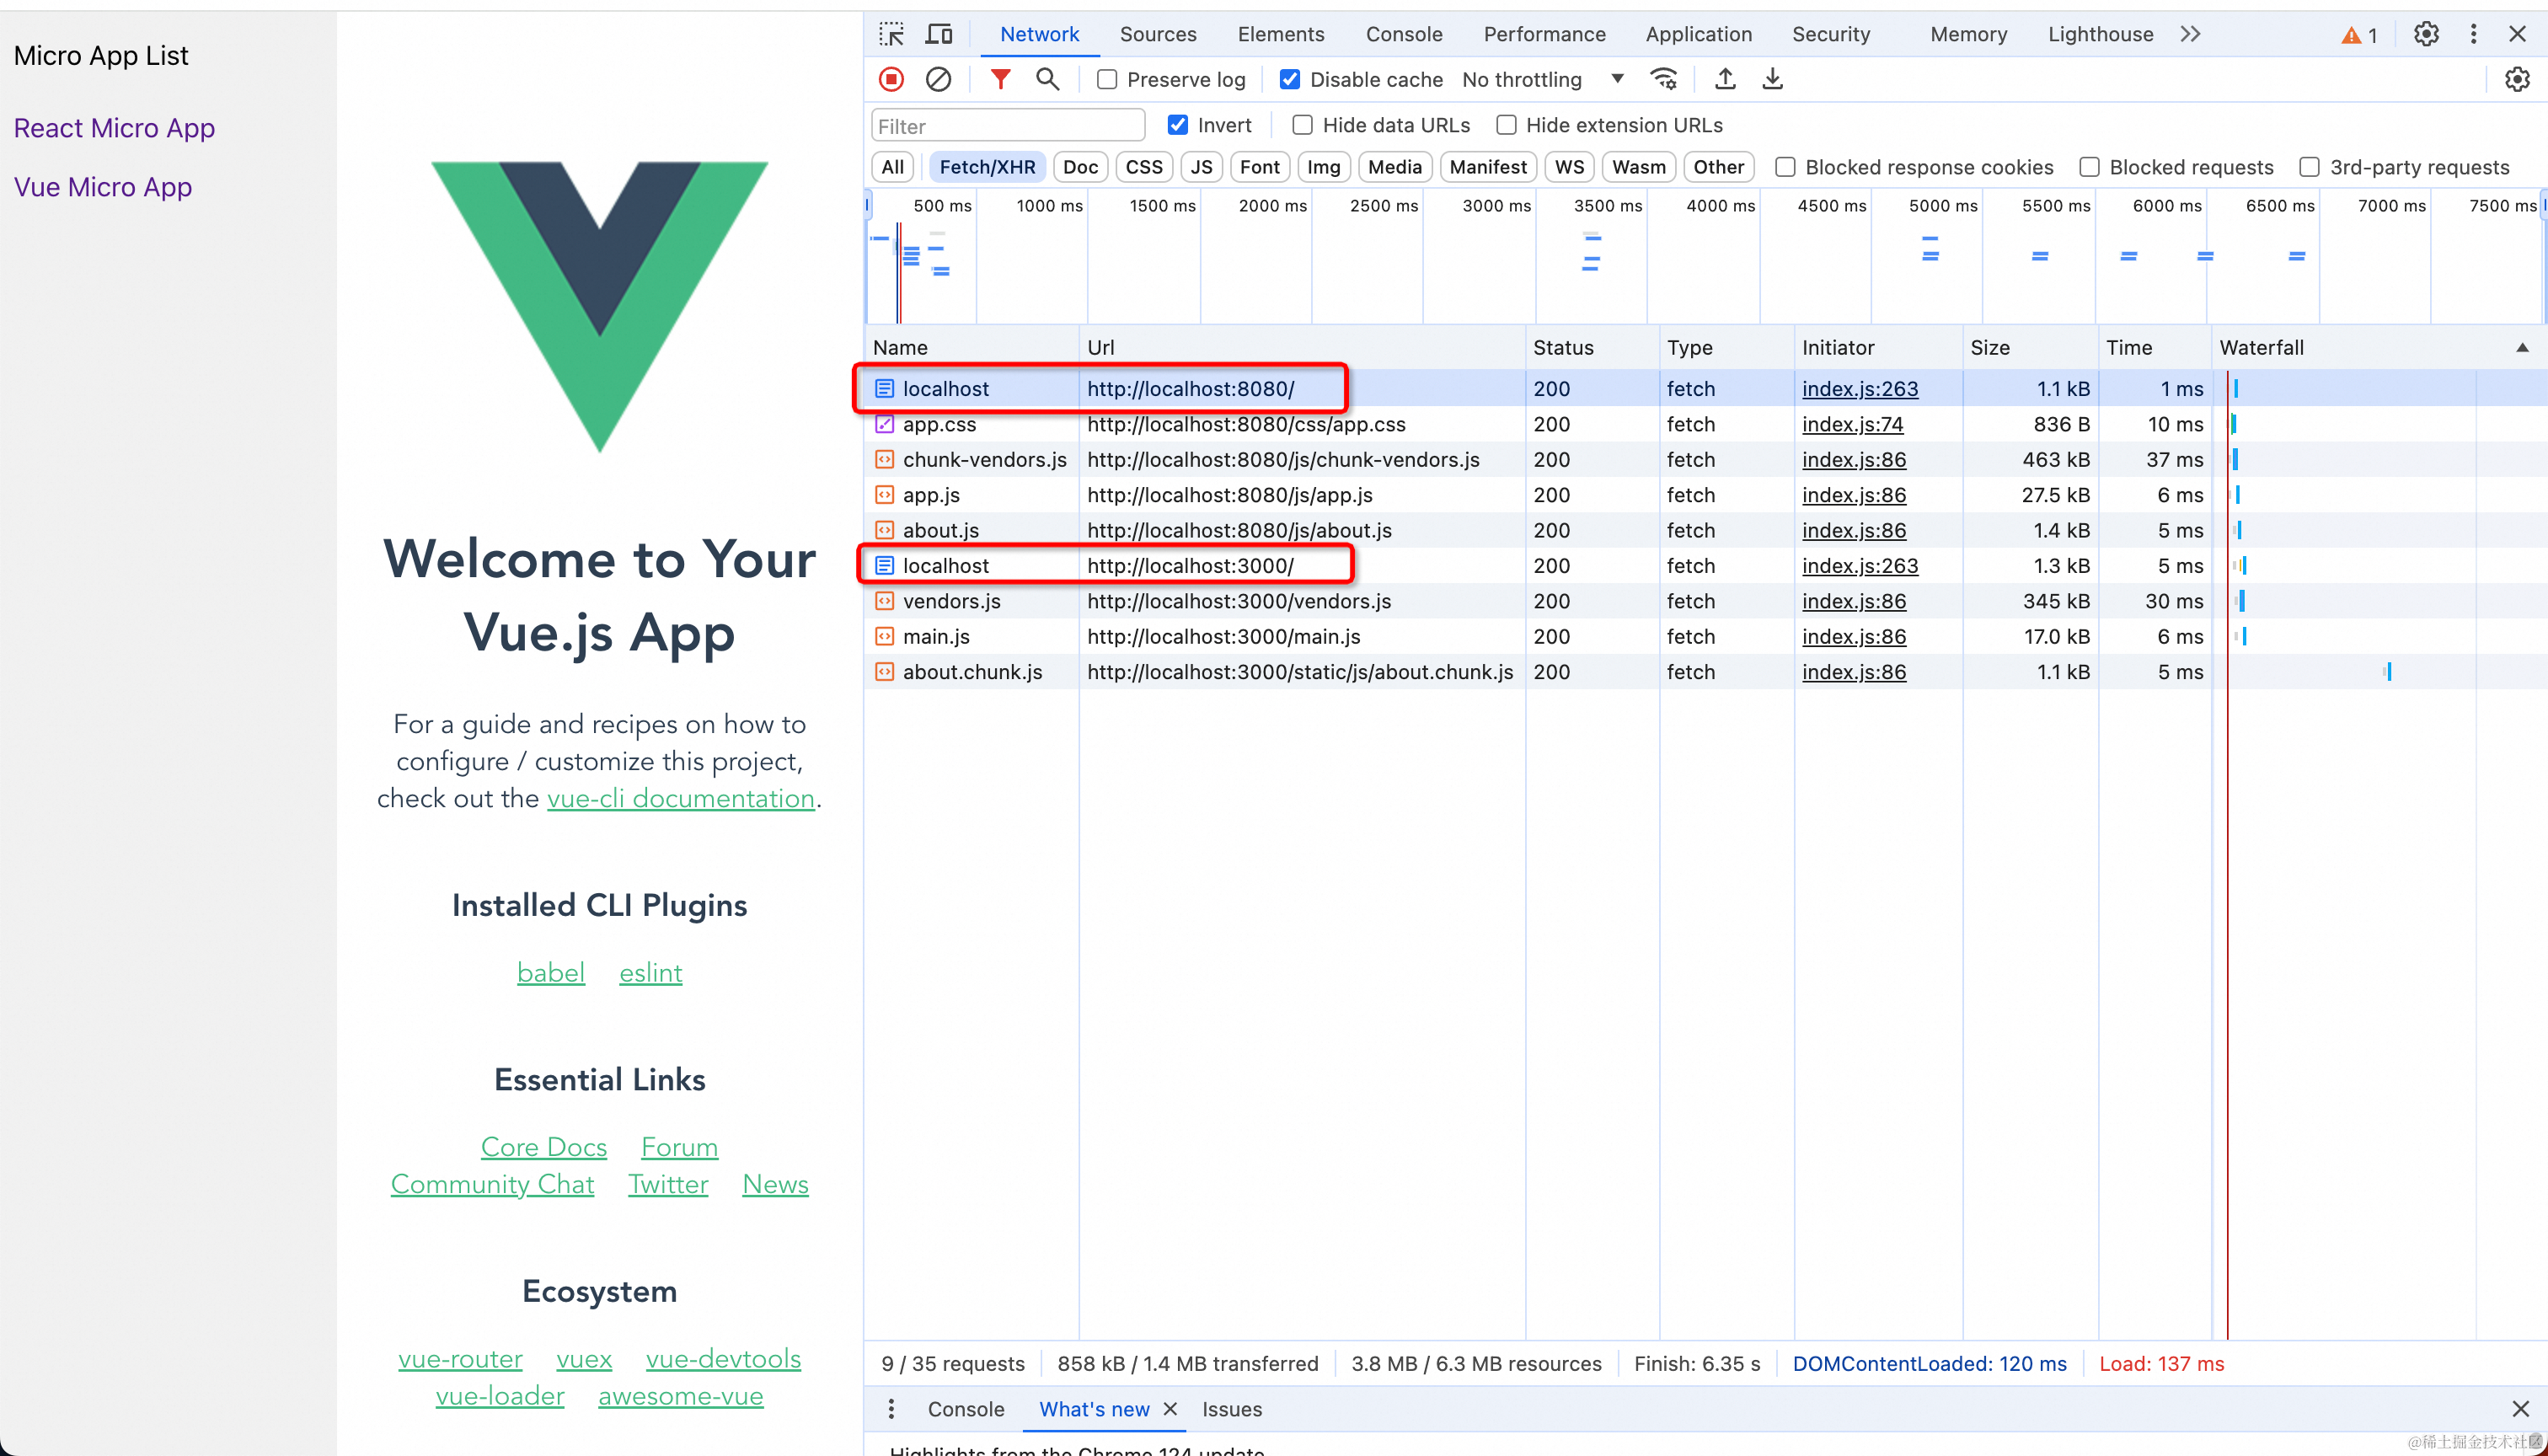 Micro App List
React Micro App
Vue Micro App
Welcome to Your
Vue.js App
For a guide and recipes on how to
configure / customize this project,
check out the vue-cli documentation.
Installed CLI Plugins
babel eslint
Essential Links
Core Docs Forum
Community Chat Twitter News
Ecosystem
vue-router vuex vue-devtools
vue-loader awesome-vue
Network Sources Elements Console Performance Application Security Memory Lighthouse 1
Preserve log Disable cache No throttling
Filter Invert Hide data URLs Hide extension URLs
All Fetch/XHR Doc CSS JS Font Img Media Manifest WS Wasm Other Blocked response cookies Blocked requests 3rd-party requests
500 ms 1000 ms 1500 ms 2000 ms 2500 ms 3000 ms 3500 ms 4000 ms 4500 ms 5000 ms 5500 ms 6000 ms 6500 ms 7000 ms 7500 ms
Name Url Status Type Initiator Size Time Waterfall
localhost http://localhost:8080/ 200 fetch index.js:263 1.1 kB 1 ms
app.css http://localhost:8080/css/app.css 200 fetch index.js:74 836 B 10 ms
chunk-vendors.js http://localhost:8080/js/chunk-vendors.js 200 fetch index.js:86 463 kB 37 ms
app.js http://localhost:8080/js/app.js 200 fetch index.js:86 27.5 kB 6 ms
about.js http://localhost:8080/js/about.js 200 fetch index.js:86 1.4 kB 5 ms
localhost http://localhost:3000/ 200 fetch index.js:263 1.3 kB 5 ms
vendors.js http://localhost:3000/vendors.js 200 fetch index.js:86 345 kB 30 ms
main.js http://localhost:3000/main.js 200 fetch index.js:86 17.0 kB 6 ms
about.chunk.js http://localhost:3000/static/js/about.chunk.js 200 fetch index.js:86 1.1 kB 5 ms
9 / 35 requests 858 kB / 1.4 MB transferred 3.8 MB / 6.3 MB resources Finish: 6.35 s DOMContentLoaded: 120 ms Load: 137 ms
Console What's new Issues
Highlights from the Chrome 124 update
@稀土掘金技术社区